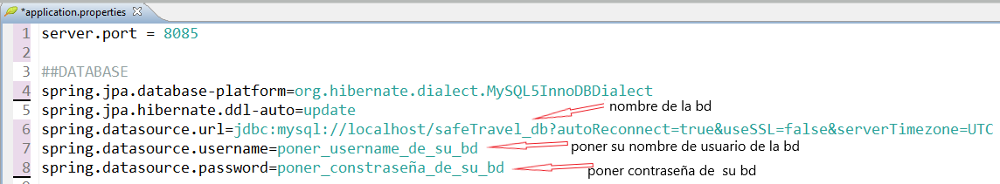 *application.properties
1 server.port = 8085
2
3 ##DATABASE
4 spring.jpa.database-platform=org.hibernate.dialect.MySQL5InnoDBDialect
5 spring.jpa.hibernate.ddl-auto=update
nombre de la bd
6 spring.datasource.url=jdbc:mysql://localhost/safeTravel_db?autoReconnect=true&useSSL=false&serverTimezone=UTC
7 spring.datasource.username=poner_username_de_su_bd
poner su nombre de usuario de la bd
8 spring.datasource.password=poner_constraseña_de_su_bd
poner contraseña de su bd